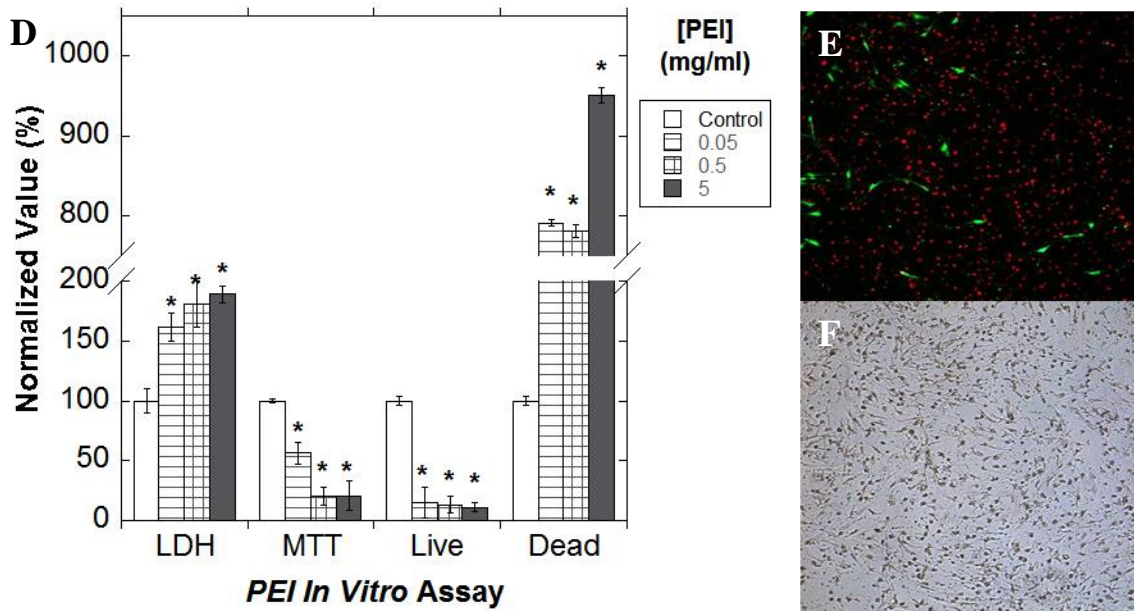 D
1000
900
800
200
150
100
50
0
Normalized Value (%)
*
*
*
*
*
*
*
*
*
*
*
*
LDH
MTT
Live
Dead
PEI In Vitro Assay
[PEI]
(mg/ml)
Control
0.05
0.5
5
E
F